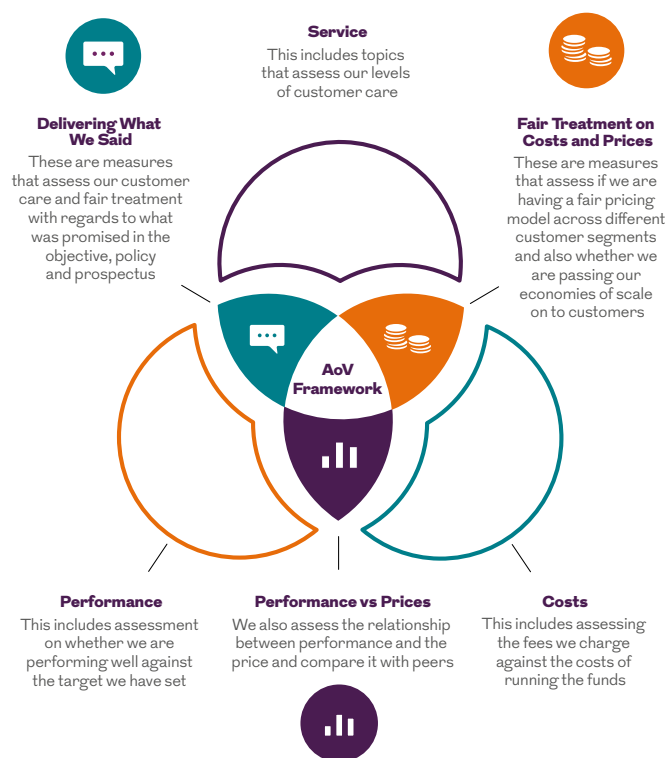 Service
This includes topics
that assess our levels
of customer care
Delivering What
We Said
These are measures
that assess our customer
care and fair treatment
with regards to what
was promised in the
objective, policy
and prospectus
Fair Treatment on
Costs and Prices
These are measures
that assess if we are
having a fair pricing
model across different
customer segments
and also whether we
are passing our
economies of scale
on to customers
AoV
Framework
Performance
This includes assessment
on whether we are
performing well against
the target we have set
Performance vs Prices
We also assess the relationship
between performance and the
price and compare it with peers
Costs
This includes assessing
the fees we charge
against the costs of
running the funds